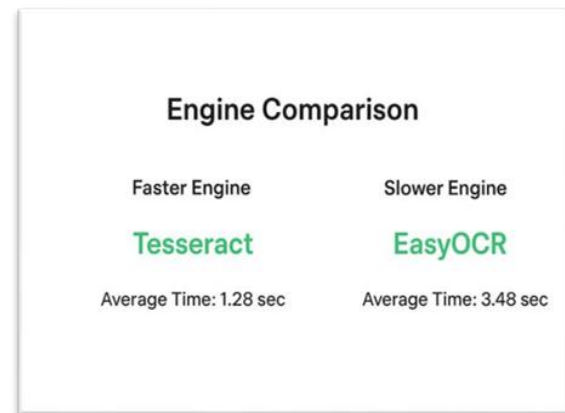 Engine Comparison
Faster Engine
Tesseract
Average Time: 1.28 sec
Slower Engine
EasyOCR
Average Time: 3.48 sec